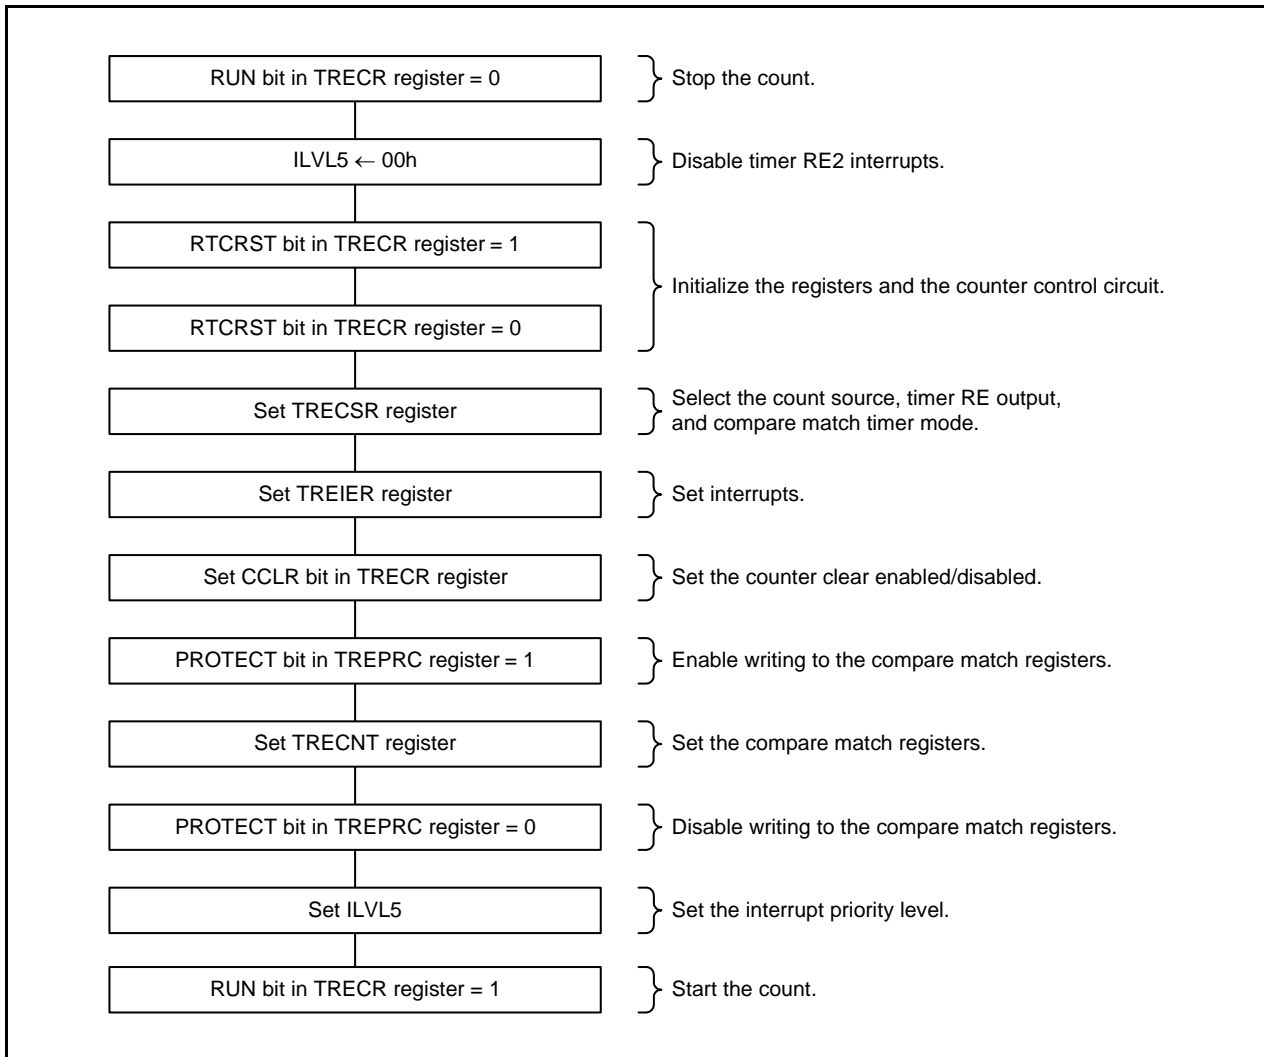 RUN bit in TRECR register = 0
Stop the count.
ILVL5 ← 00h
Disable timer RE2 interrupts.
RTCRST bit in TRECR register = 1
Initialize the registers and the counter control circuit.
RTCRST bit in TRECR register = 0
Set TRECSR register
Select the count source, timer RE output,
and compare match timer mode.
Set TREIER register
Set interrupts.
Set CCLR bit in TRECR register
Set the counter clear enabled/disabled.
PROTECT bit in TREPRC register = 1
Enable writing to the compare match registers.
Set TRECNT register
Set the compare match registers.
PROTECT bit in TREPRC register = 0
Disable writing to the compare match registers.
Set ILVL5
Set the interrupt priority level.
RUN bit in TRECR register = 1
Start the count.